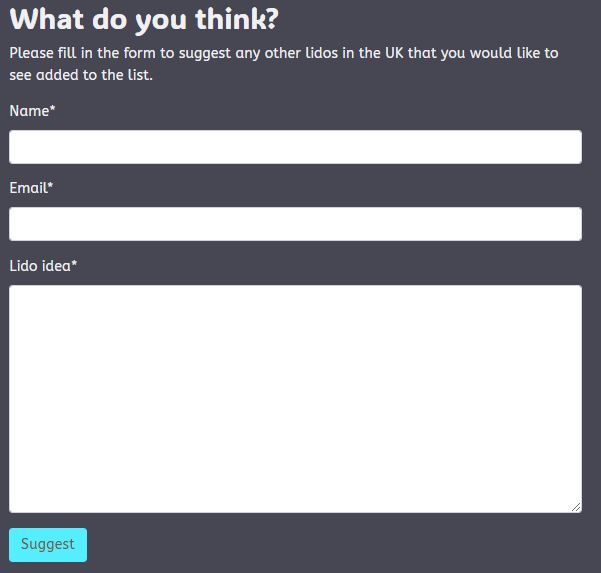 What do you think?
Please fill in the form to suggest any other lidos in the UK that you would like to
see added to the list.
Name*
Email*
Lido idea*
Suggest